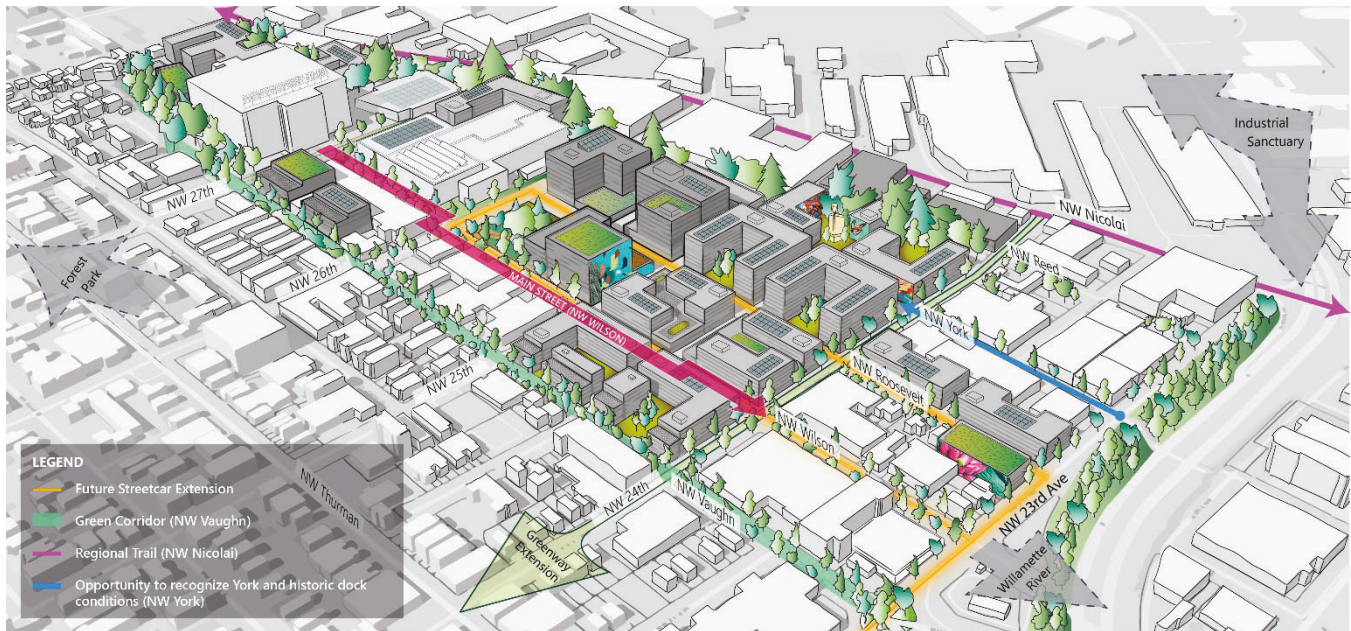 Industrial
Sanctuary
NW Nicolai
NW Reed
NW 27th
Forest
Park
NW 26th
MAIN STREET (NW WILSON)
NW York
NW 25th
NW Roosevelt
NW Wilson
NW 24th
NW Vaughn
NW 23rd Ave
Greenway
Extension
Willamette
River
NW Thurman
LEGEND
Future Streetcar Extension
Green Corridor (NW Vaughn)
Regional Trail (NW Nicolai)
Opportunity to recognize York and historic dock
conditions (NW York)